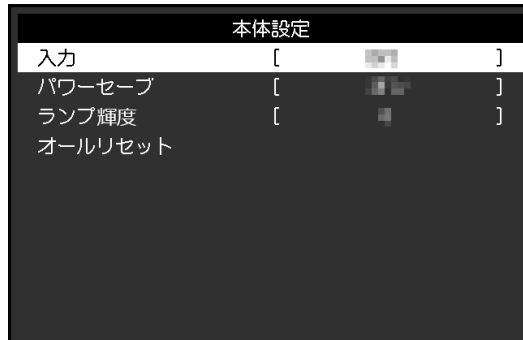 本体設定
入力 [ ]
パワーセーブ [ ]
ランプ輝度 [ ]
オールリセット